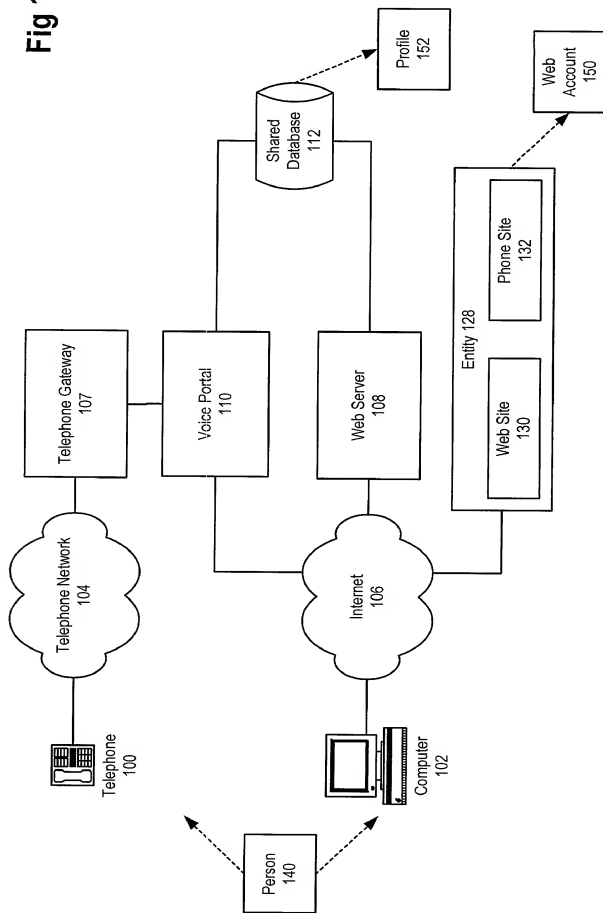 Fig
Profile
152
Web
Account
150
Shared
Database
112
Telephone Gateway
107
Voice Portal
110
Web Server
108
Entity 128
Web Site
130
Phone Site
132
Telephone Network
104
Internet
106
Telephone
100
Computer
102
Person
140